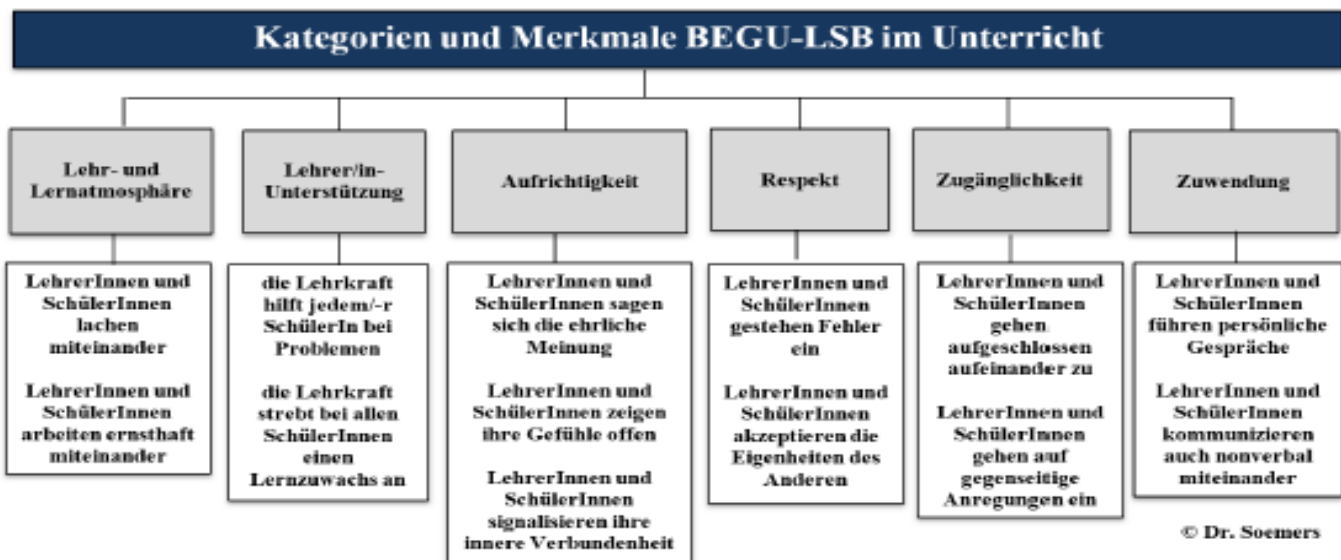 Kategorien und Merkmale BEGU-LSB im Unterricht
Lehr- und
Lernatmosphäre
LehrerInnen und
SchülerInnen
lachen
miteinander
LehrerInnen und
SchülerInnen
arbeiten ernsthaft
miteinander
Lehrer/in-
Unterstützung
die Lehrkraft
hilft jedem/-r
SchülerIn bei
Problemen
die Lehrkraft
strebt bei allen
SchülerInnen
einen
Lernzuwachs an
Aufrichtigkeit
LehrerInnen und
SchülerInnen sagen
sich die ehrliche
Meinung
LehrerInnen und
SchülerInnen zeigen
ihre Gefühle offen
LehrerInnen und
SchülerInnen
signalisieren ihre
innere Verbundenheit
Respekt
LehrerInnen und
SchülerInnen
gestehen Fehler
ein
LehrerInnen und
SchülerInnen
akzeptieren die
Eigenheiten des
Anderen
Zugänglichkeit
LehrerInnen und
SchülerInnen
gehen
aufgeschlossen
aufeinander zu
LehrerInnen und
SchülerInnen
gehen auf
gegenseitige
Anregungen ein
Zuwendung
LehrerInnen und
SchülerInnen
führen persönliche
Gespräche
LehrerInnen und
SchülerInnen
kommunizieren
auch nonverbal
miteinander
© Dr. Soemers